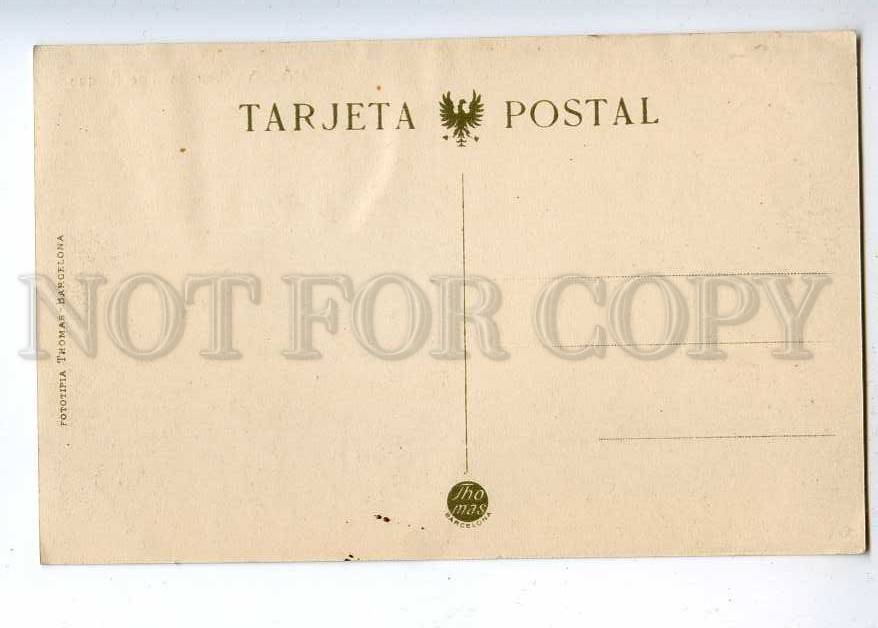 TARJETA POSTAL
FOTOTIPIA THOMAS - BARCELONA
NOT FOR COPY
Tho
mas
BARCELONA